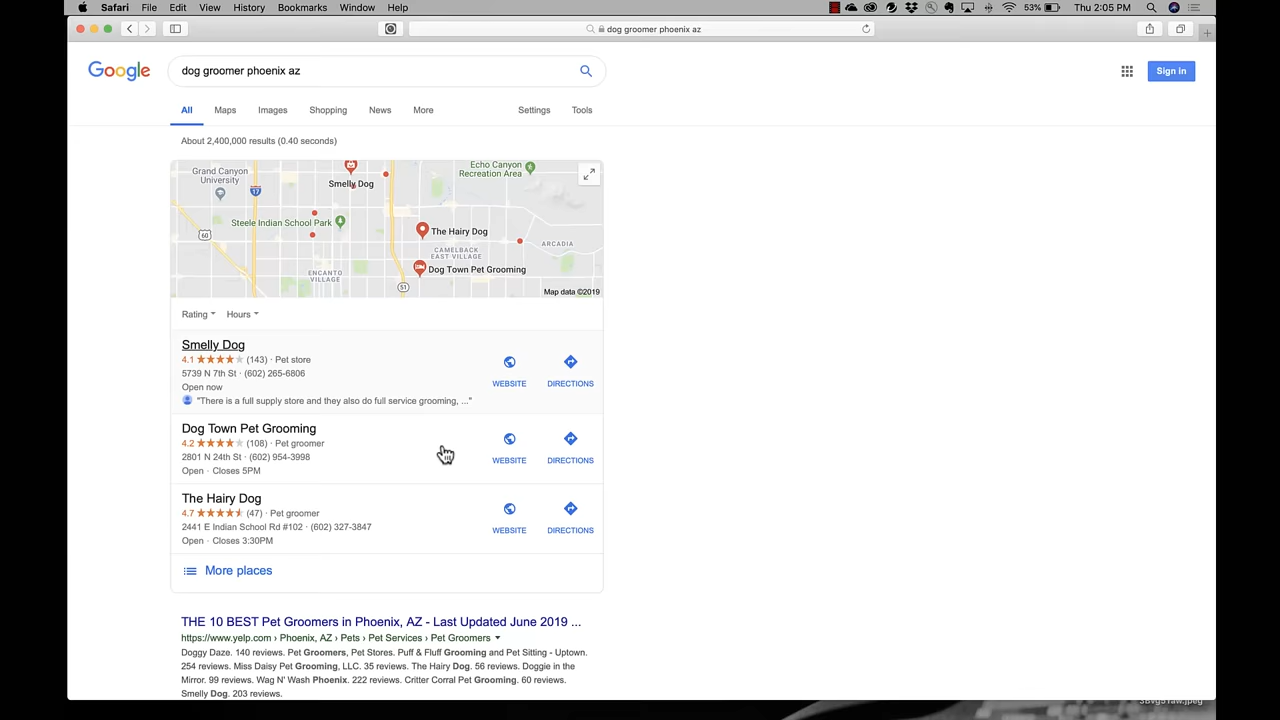 Safari File Edit View History Bookmarks Window Help 53% Thu 2:05 PM
dog groomer phoenix az
Google dog groomer phoenix az Sign in
All Maps Images Shopping News More Settings Tools
About 2,400,000 results (0.40 seconds)
Grand Canyon
University
17
Smelly Dog
Echo Canyon
Recreation Area
Steele Indian School Park
60
The Hairy Dog
ARCADIA
CAMELBACK
EAST VILLAGE
ENCANTO
VILLAGE
Dog Town Pet Grooming
51
Map data ©2019
Rating Hours
Smelly Dog
4.1 (143) · Pet store
5739 N 7th St · (602) 265-6806
Open now
"There is a full supply store and they also do full service grooming, ..."
WEBSITE DIRECTIONS
Dog Town Pet Grooming
4.2 (108) · Pet groomer
2801 N 24th St · (602) 954-3998
Open · Closes 5PM
WEBSITE DIRECTIONS
The Hairy Dog
4.7 (47) · Pet groomer
2441 E Indian School Rd #102 · (602) 327-3847
Open · Closes 3:30PM
WEBSITE DIRECTIONS
More places
THE 10 BEST Pet Groomers in Phoenix, AZ - Last Updated June 2019 ...
https://www.yelp.com › Phoenix, AZ › Pets › Pet Services › Pet Groomers
Doggy Daze. 140 reviews. Pet Groomers, Pet Stores. Puff & Fluff Grooming and Pet Sitting - Uptown.
254 reviews. Miss Daisy Pet Grooming, LLC. 35 reviews. The Hairy Dog. 56 reviews. Doggie in the
Mirror. 99 reviews. Wag N' Wash Phoenix. 222 reviews. Critter Corral Pet Grooming. 60 reviews.
Smelly Dog. 203 reviews.